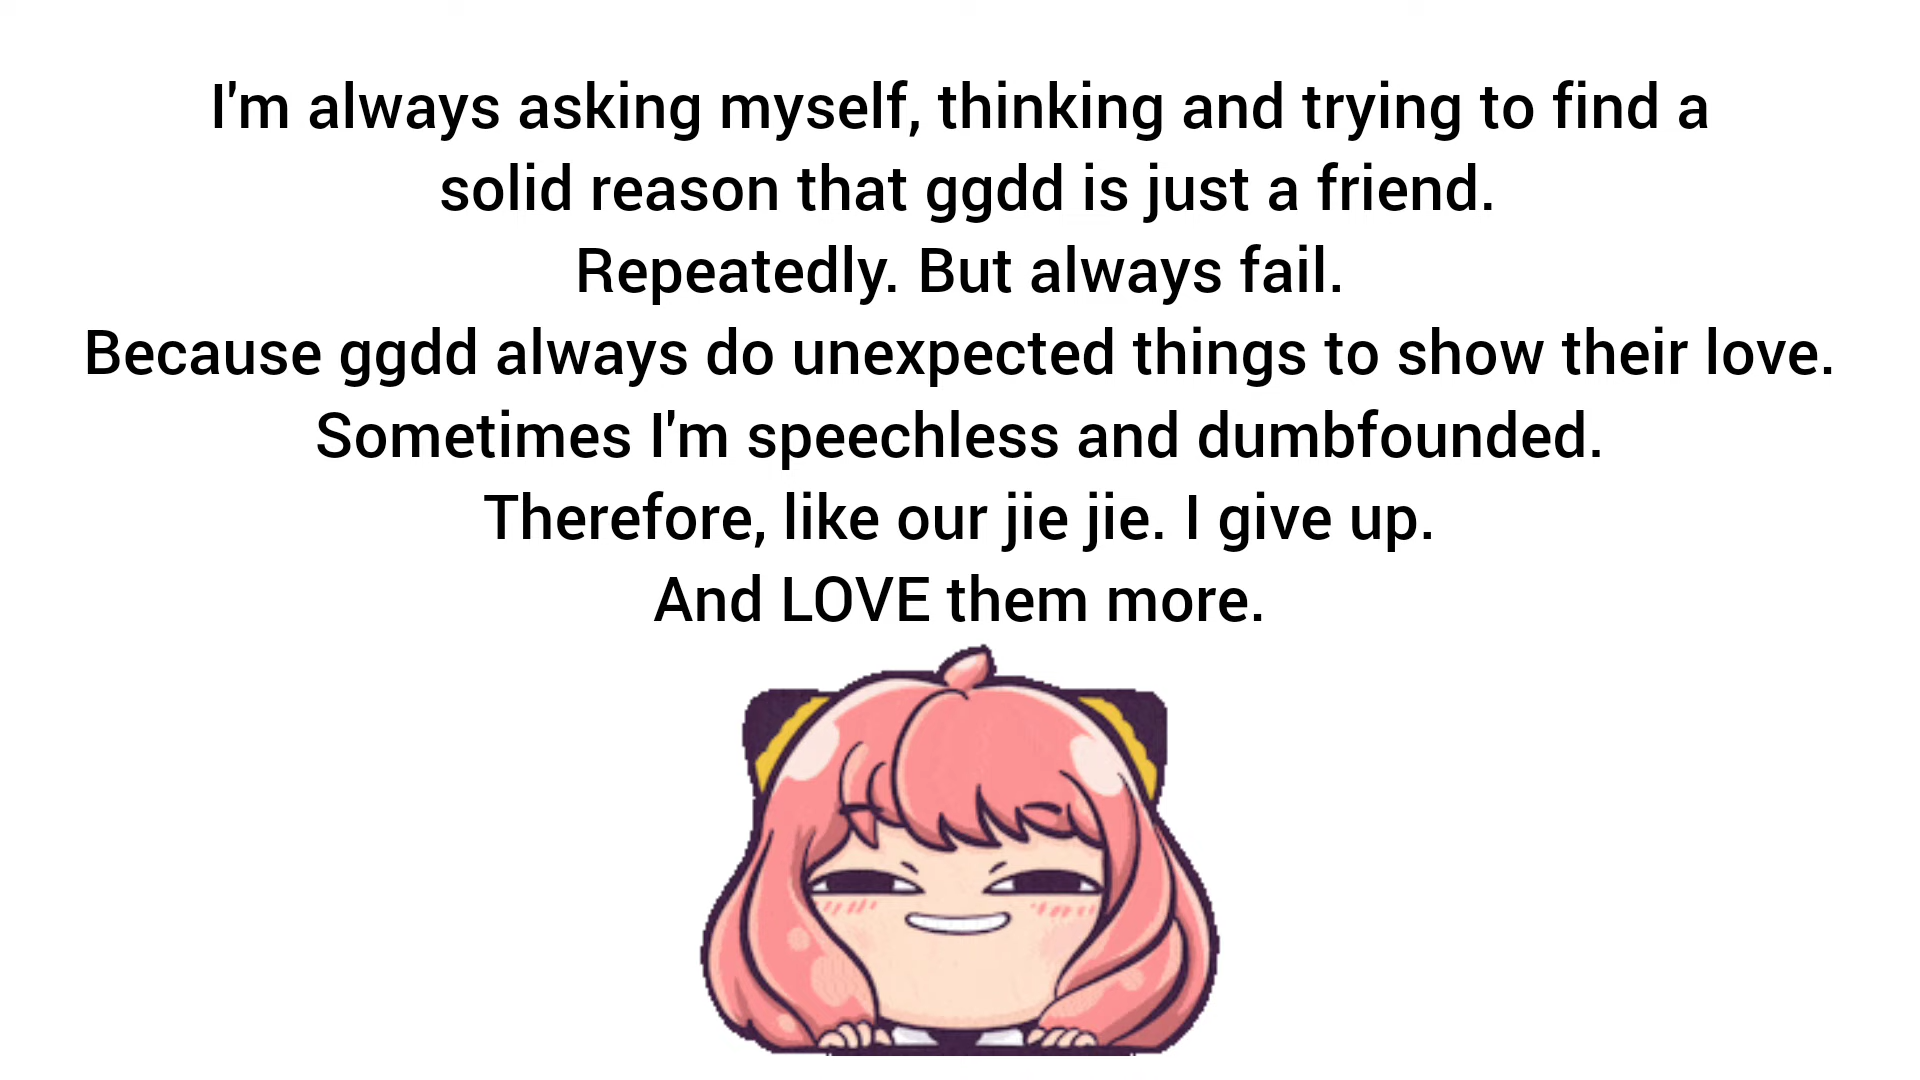 I'm always asking myself, thinking and trying to find a
solid reason that ggdd is just a friend.
Repeatedly. But always fail.
Because ggdd always do unexpected things to show their love.
Sometimes I'm speechless and dumbfounded.
Therefore, like our jie jie. I give up.
And LOVE them more.